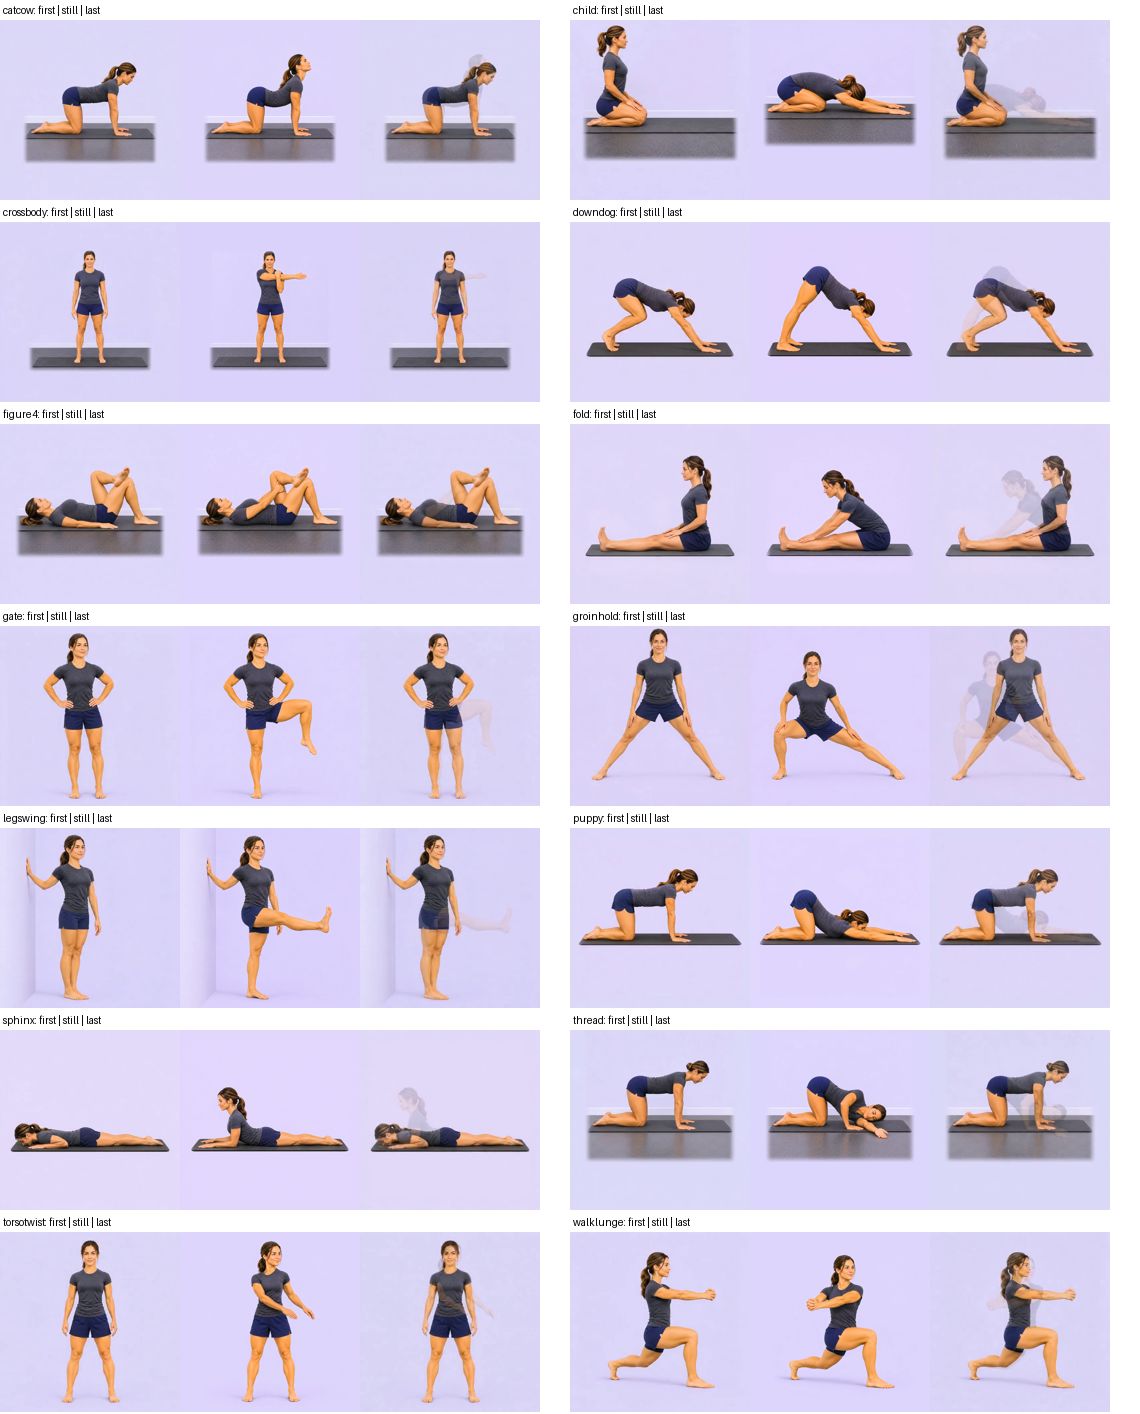 catcow: first | still | last
child: first | still | last
crossbody: first | still | last
downdog: first | still | last
figure4: first | still | last
fold: first | still | last
gate: first | still | last
groinhold: first | still | last
legswing: first | still | last
puppy: first | still | last
sphinx: first | still | last
thread: first | still | last
torsotwist: first | still | last
walklunge: first | still | last